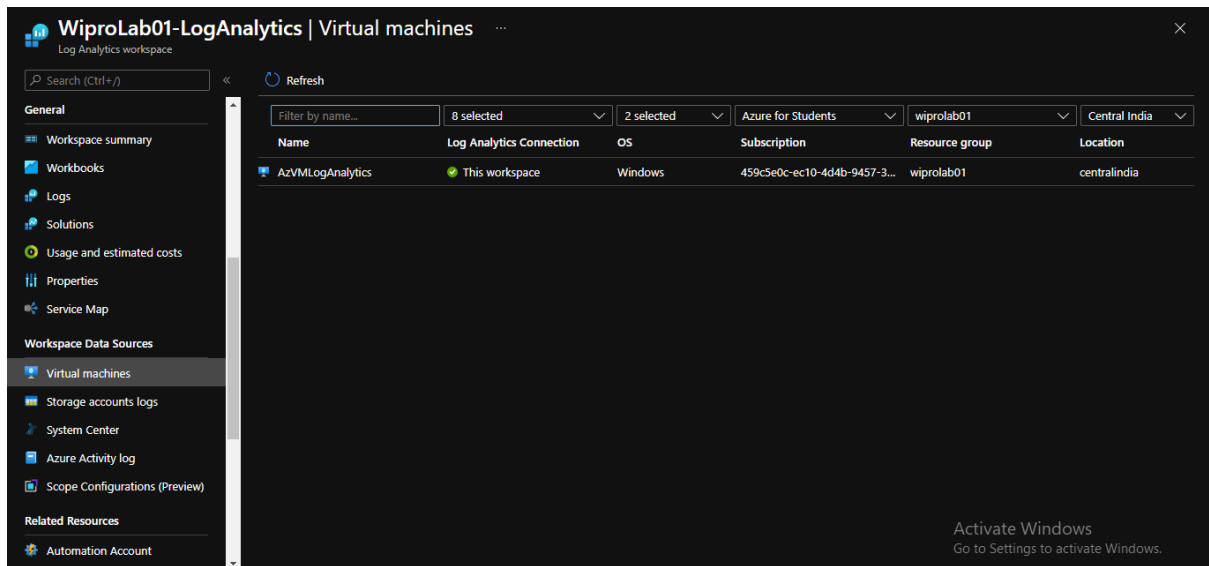 WiproLab01-LogAnalytics | Virtual machines ...
Log Analytics workspace
Search (Ctrl+/)
«
Refresh
General
Workspace summary
Workbooks
Logs
Solutions
Usage and estimated costs
Properties
Service Map
Workspace Data Sources
Virtual machines
Storage accounts logs
System Center
Azure Activity log
Scope Configurations (Preview)
Related Resources
Automation Account
Filter by name... 8 selected 2 selected Azure for Students wiprolab01 Central India
Name Log Analytics Connection OS Subscription Resource group Location
AzVMLogAnalytics This workspace Windows 459c5e0c-ec10-4d4b-9457-3... wiprolab01 centralindia
Activate Windows
Go to Settings to activate Windows.